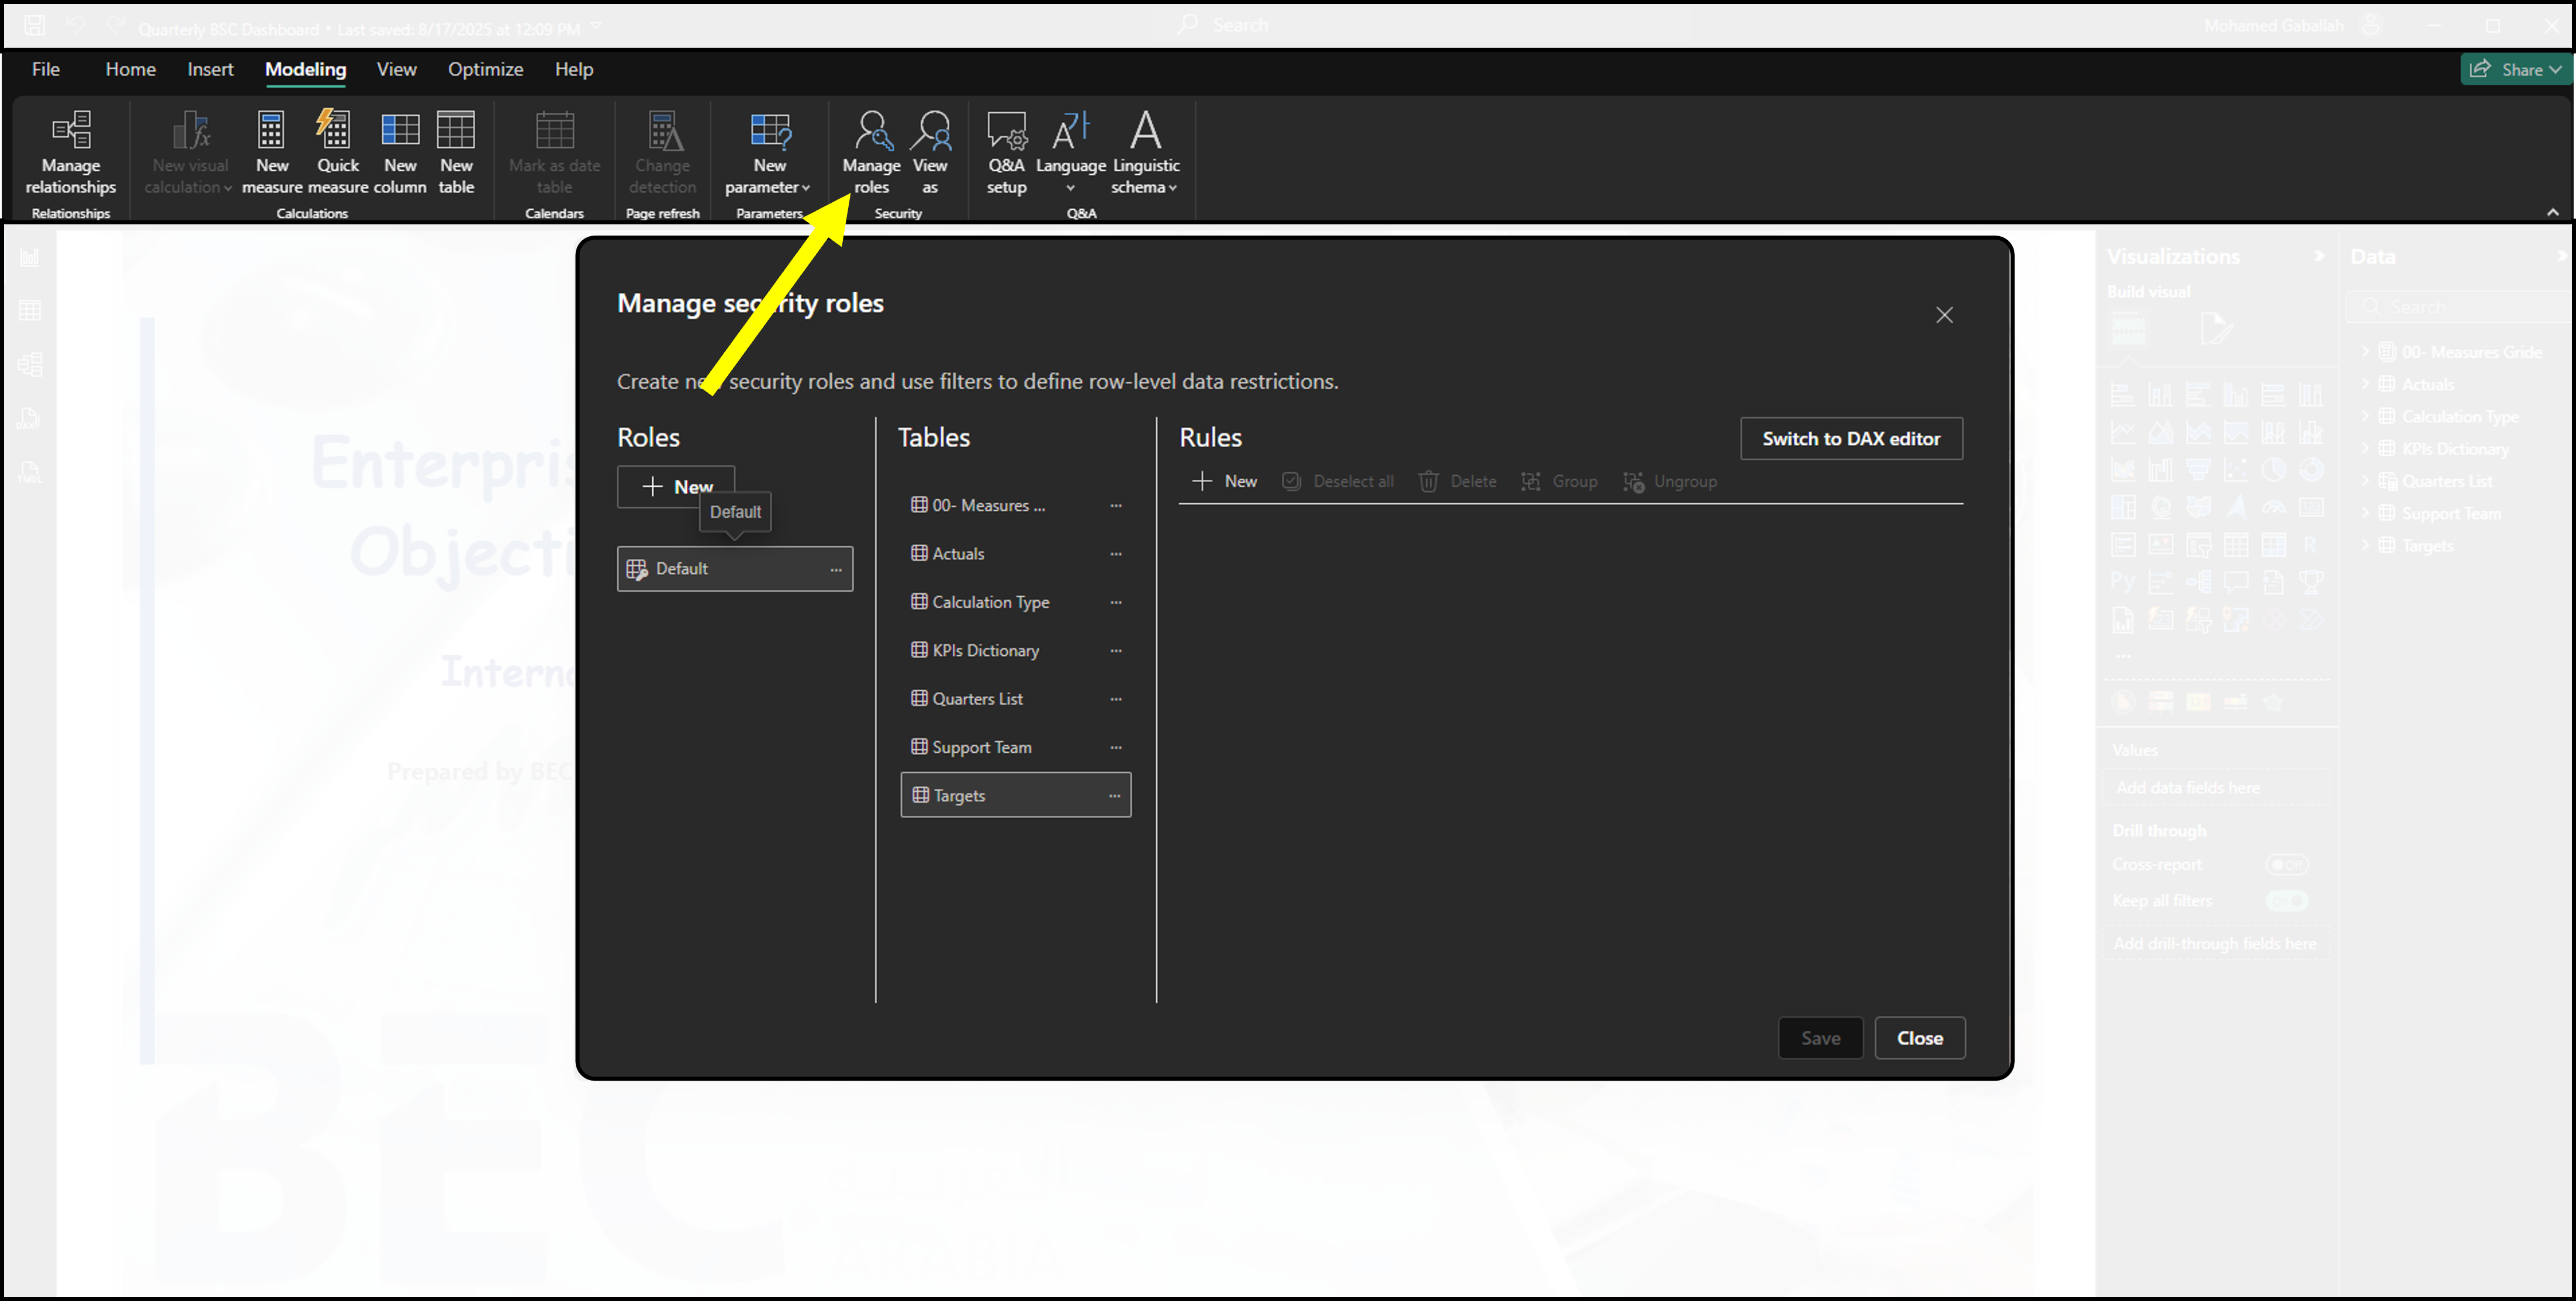 Quarterly BSC Dashboard • Last saved: 8/17/2025 at 12:09 PM
Search
Mohamed Gaballah
File Home Insert Modeling View Optimize Help
Share
Manage relationships
New visual calculation
New measure
Quick measure
New column
New table
Mark as date table
Change detection
New parameter
Manage roles
View as
Q&A setup
Language
Linguistic schema
Relationships
Calculations
Calendars
Page refresh
Parameters
Security
Q&A
Manage security roles
Create new security roles and use filters to define row-level data restrictions.
Roles
New
Default
Default
Tables
00- Measures ...
Actuals
Calculation Type
KPIs Dictionary
Quarters List
Support Team
Targets
Rules
Switch to DAX editor
New
Deselect all
Delete
Group
Ungroup
Save
Close
Enterpris
Objecti
Interna
Prepared by BEC
BEC
Visualizations
Build visual
Values
Add data fields here
Drill through
Cross-report
Off
Keep all filters
On
Add drill-through fields here
Data
Search
00- Measures Gride
Actuals
Calculation Type
KPIs Dictionary
Quarters List
Support Team
Targets